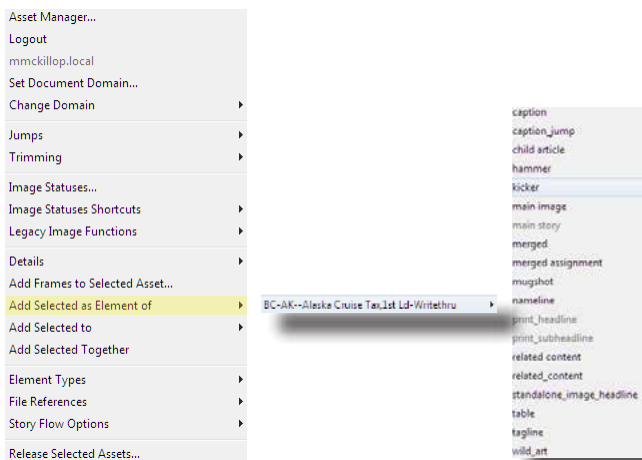 Asset Manager...
Logout
mmckillop.local
Set Document Domain...
Change Domain
Jumps
Trimming
Image Statuses...
Image Statuses Shortcuts
Legacy Image Functions
Details
Add Frames to Selected Asset...
Add Selected as Element of
Add Selected to
Add Selected Together
Element Types
File References
Story Flow Options
Release Selected Assets...
BC-AK--Alaska Cruise Tax,1st Ld-Writethru
caption
caption_jump
child article
hammer
kicker
main image
main story
merged
merged assignment
mugshot
nameline
print_headline
print_subheadline
related content
related_content
standalone_image_headline
table
tagline
wild_art